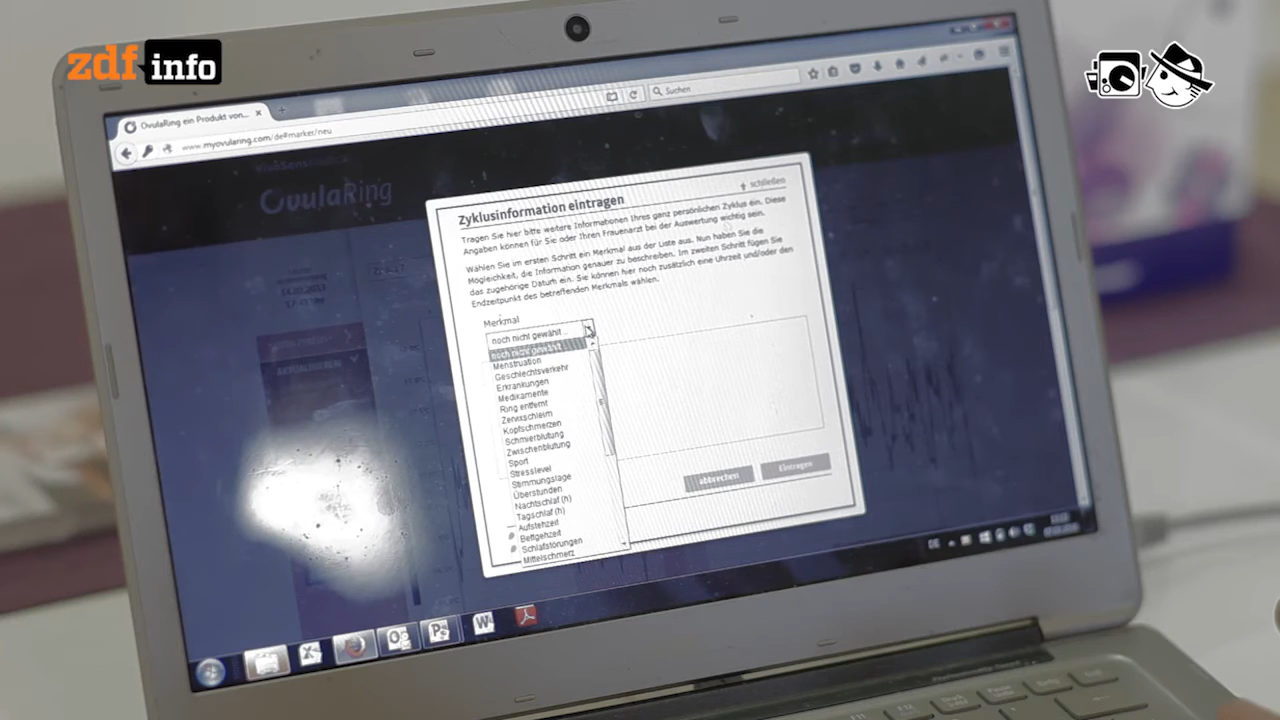 zdf info
OvulaRing ein Produkt von...
www.myovularing.com/de#marker/neu
Suchen
OvulaRing
Zyklusinformation eintragen
schließen
Tragen Sie hier bitte weitere Informationen Ihres ganz persönlichen Zyklus ein. Diese
Angaben können für Sie oder Ihren Frauenarzt bei der Auswertung wichtig sein.
Wählen Sie im ersten Schritt ein Merkmal aus der Liste aus. Nun haben Sie die
Möglichkeit, die Information genauer zu beschreiben. Im zweiten Schritt fügen Sie
das zugehörige Datum ein. Sie können hier noch zusätzlich eine Uhrzeit und/oder den
Endzeitpunkt des betreffenden Merkmals wählen.
Merkmal
noch nicht gewählt...
noch nicht gewählt...
Menstruation
Geschlechtsverkehr
Erkrankungen
Medikamente
Ring entfernt
Zervixschleim
Kopfschmerzen
Schmierblutung
Zwischenblutung
Sport
Stresslevel
Stimmungslage
Überstunden
Nachtschlaf (h)
Tagschlaf (h)
Aufstehzeit
Bettgehzeit
Schlafstörungen
Mittelschmerz
abbrechen
Eintragen
AKTUALISIEREN
DE